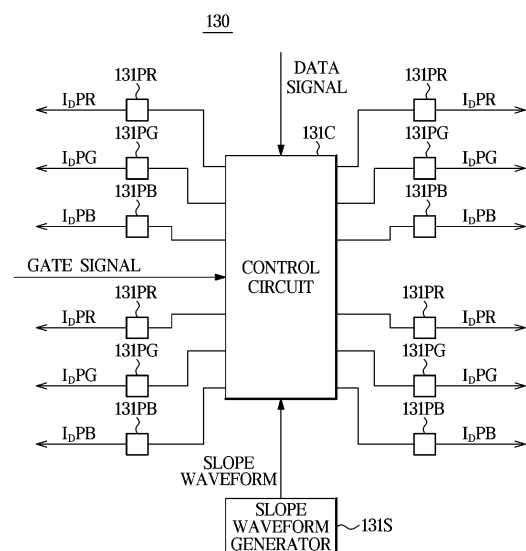 130
DATA
SIGNAL
131PR
131PR
131C
IDPR
IDPR
131PG
131PG
IDPG
IDPG
131PB
131PB
IDPB
IDPB
GATE SIGNAL
CONTROL
CIRCUIT
131PR
131PR
IDPR
IDPR
131PG
131PG
IDPG
IDPG
131PB
131PB
IDPB
IDPB
SLOPE
WAVEFORM
SLOPE
WAVEFORM
GENERATOR
131S